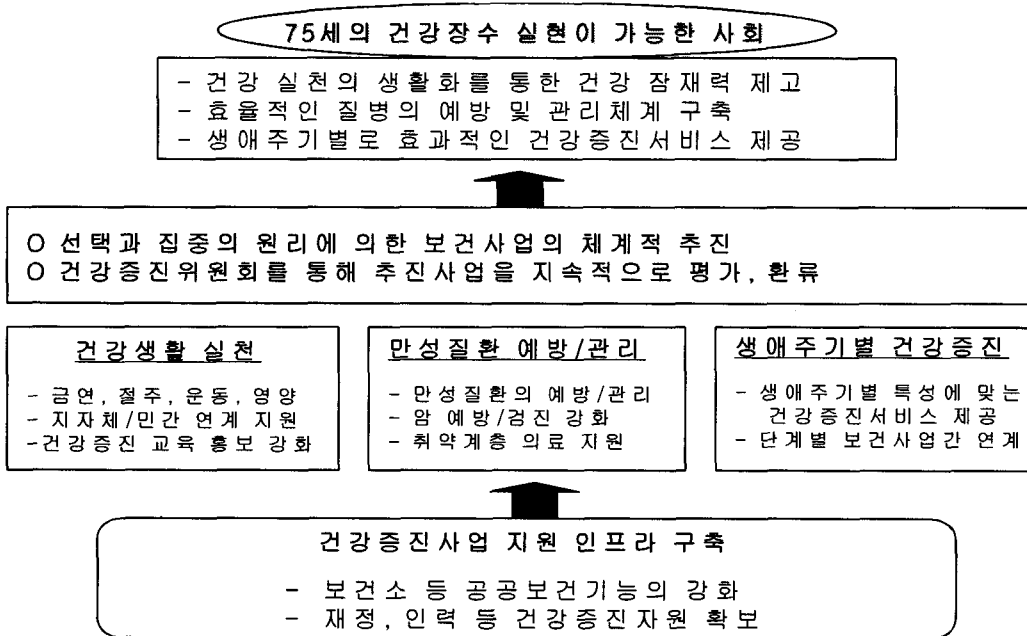 75세의 건강장수 실현이 가능한 사회
- 건강 실천의 생활화를 통한 건강 잠재력 제고
- 효율적인 질병의 예방 및 관리체계 구축
- 생애주기별로 효과적인 건강증진서비스 제공
O 선택과 집중의 원리에 의한 보건사업의 체계적 추진
O 건강증진위원회를 통해 추진사업을 지속적으로 평가, 환류
건강생활 실천
- 금연, 절주, 운동, 영양
- 지자체/민간 연계 지원
-건강증진 교육 홍보 강화
만성질환 예방/관리
- 만성질환의 예방/관리
- 암 예방/검진 강화
- 취약계층 의료 지원
생애주기별 건강증진
- 생애주기별 특성에 맞는
건강증진서비스 제공
- 단계별 보건사업간 연계
건강증진사업 지원 인프라 구축
- 보건소 등 공공보건기능의 강화
- 재정, 인력 등 건강증진자원 확보